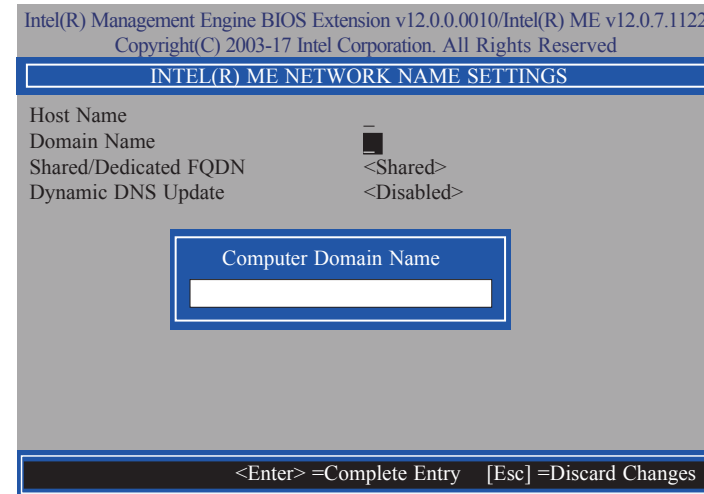 Intel(R) Management Engine BIOS Extension v12.0.0.0010/Intel(R) ME v12.0.7.1122
Copyright(C) 2003-17 Intel Corporation. All Rights Reserved
INTEL(R) ME NETWORK NAME SETTINGS
Host Name _
Domain Name _
Shared/Dedicated FQDN <Shared>
Dynamic DNS Update <Disabled>
Computer Domain Name
<Enter> =Complete Entry [Esc] =Discard Changes